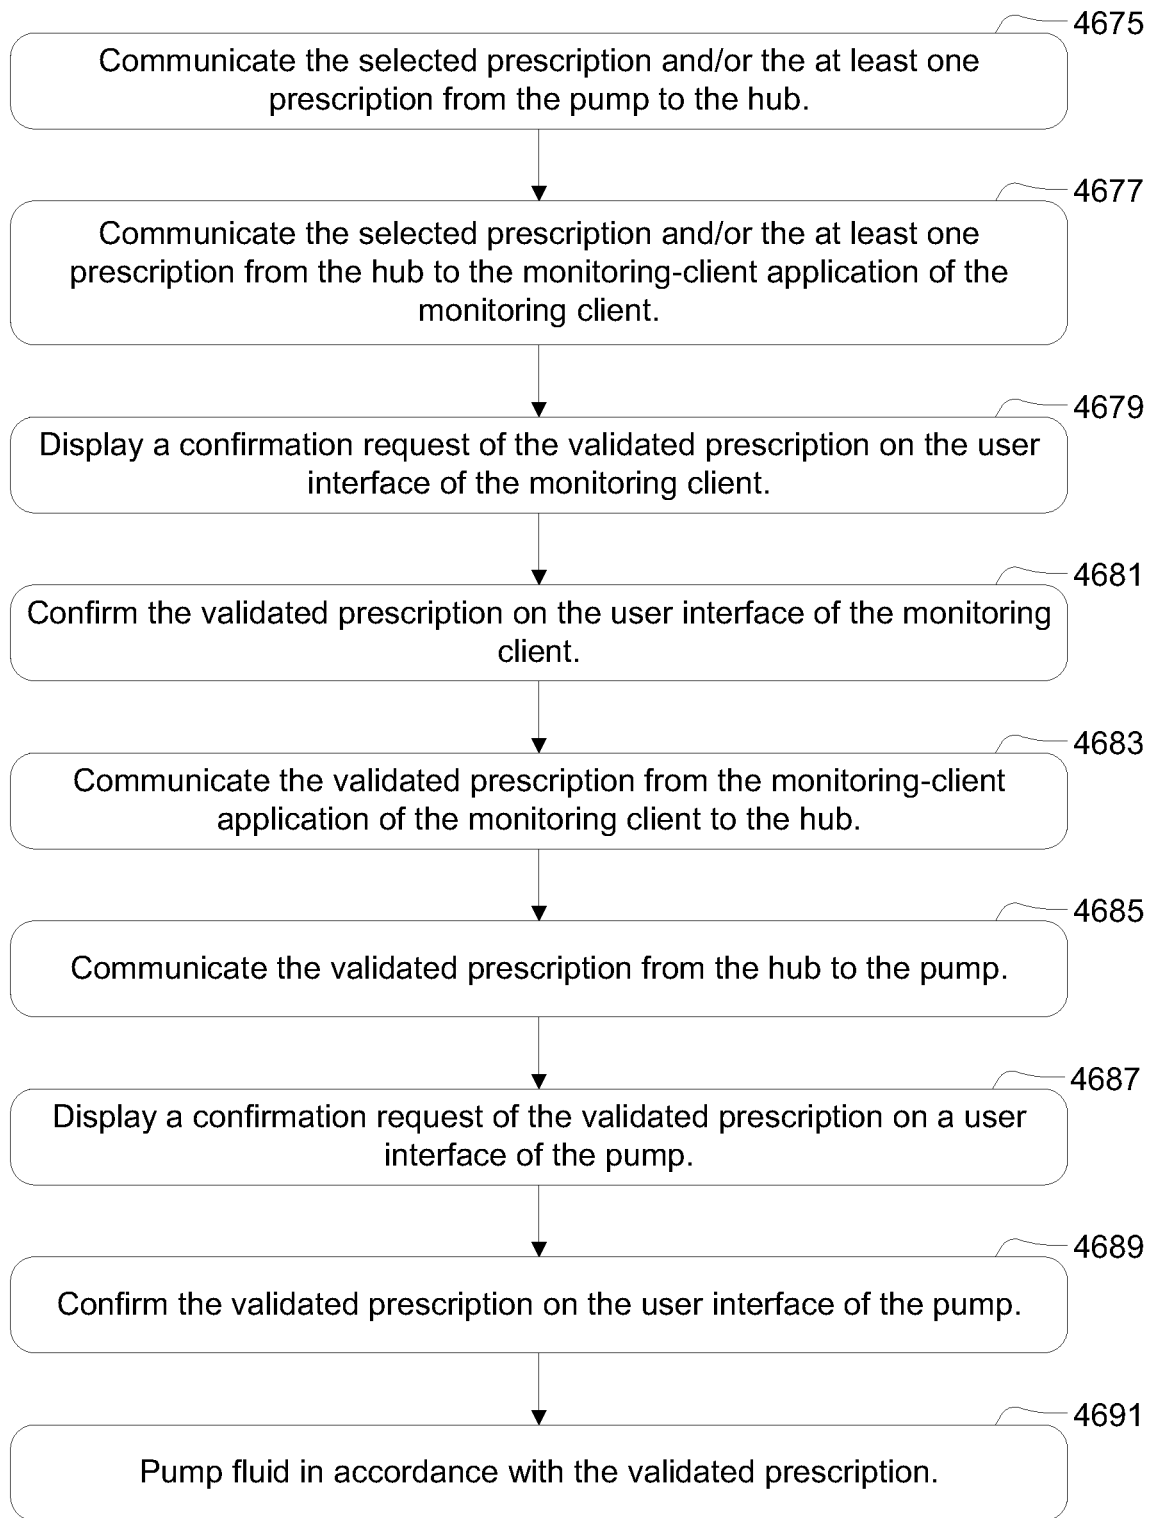 4675
Communicate the selected prescription and/or the at least one
prescription from the pump to the hub.
4677
Communicate the selected prescription and/or the at least one
prescription from the hub to the monitoring-client application of the
monitoring client.
4679
Display a confirmation request of the validated prescription on the user
interface of the monitoring client.
4681
Confirm the validated prescription on the user interface of the monitoring
client.
4683
Communicate the validated prescription from the monitoring-client
application of the monitoring client to the hub.
4685
Communicate the validated prescription from the hub to the pump.
4687
Display a confirmation request of the validated prescription on a user
interface of the pump.
4689
Confirm the validated prescription on the user interface of the pump.
4691
Pump fluid in accordance with the validated prescription.